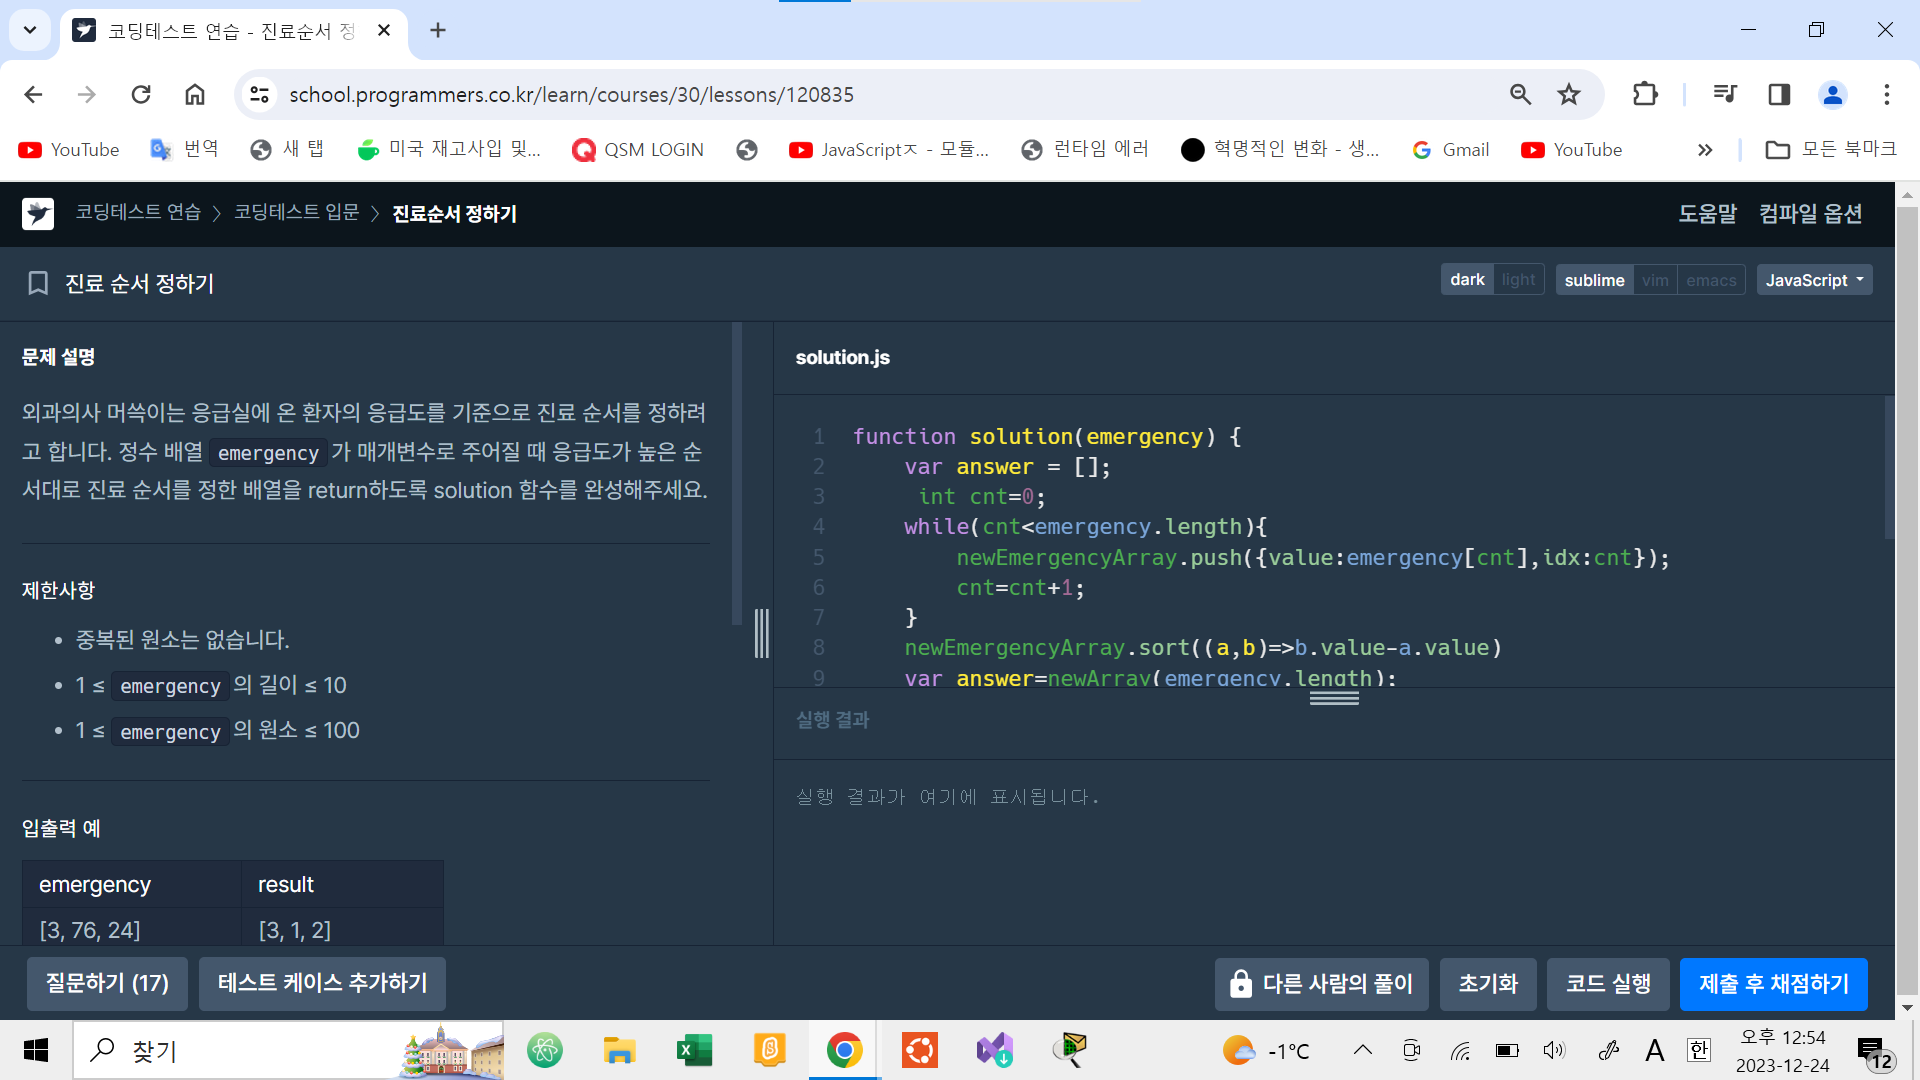 코딩테스트 연습 - 진료순서 정
school.programmers.co.kr/learn/courses/30/lessons/120835
YouTube
번역
새 탭
미국 재고사입 및...
QSM LOGIN
JavaScriptㅈ - 모듈...
런타임 에러
혁명적인 변화 - 생...
Gmail
YouTube
모든 북마크
코딩테스트 연습
코딩테스트 입문
진료순서 정하기
도움말
컴파일 옵션
진료 순서 정하기
dark light
sublime vim emacs
JavaScript
문제 설명
외과의사 머쓱이는 응급실에 온 환자의 응급도를 기준으로 진료 순서를 정하려
고 합니다. 정수 배열 emergency 가 매개변수로 주어질 때 응급도가 높은 순
서대로 진료 순서를 정한 배열을 return하도록 solution 함수를 완성해주세요.
제한사항
• 중복된 원소는 없습니다.
• 1 ≤ emergency 의 길이 ≤ 10
• 1 ≤ emergency 의 원소 ≤ 100
입출력 예
emergency result
[3, 76, 24] [3, 1, 2]
solution.js
1 function solution(emergency) {
2 var answer = [];
3 int cnt=0;
4 while(cnt<emergency.length){
5 newEmergencyArray.push({value:emergency[cnt],idx:cnt});
6 cnt=cnt+1;
7 }
8 newEmergencyArray.sort((a,b)=>b.value-a.value)
9 var answer=newArray(emergency.length);
실행 결과
실행 결과가 여기에 표시됩니다.
질문하기 (17)
테스트 케이스 추가하기
다른 사람의 풀이
초기화
코드 실행
제출 후 채점하기
찾기
-1°C
A
한
오후 12:54
2023-12-24
12